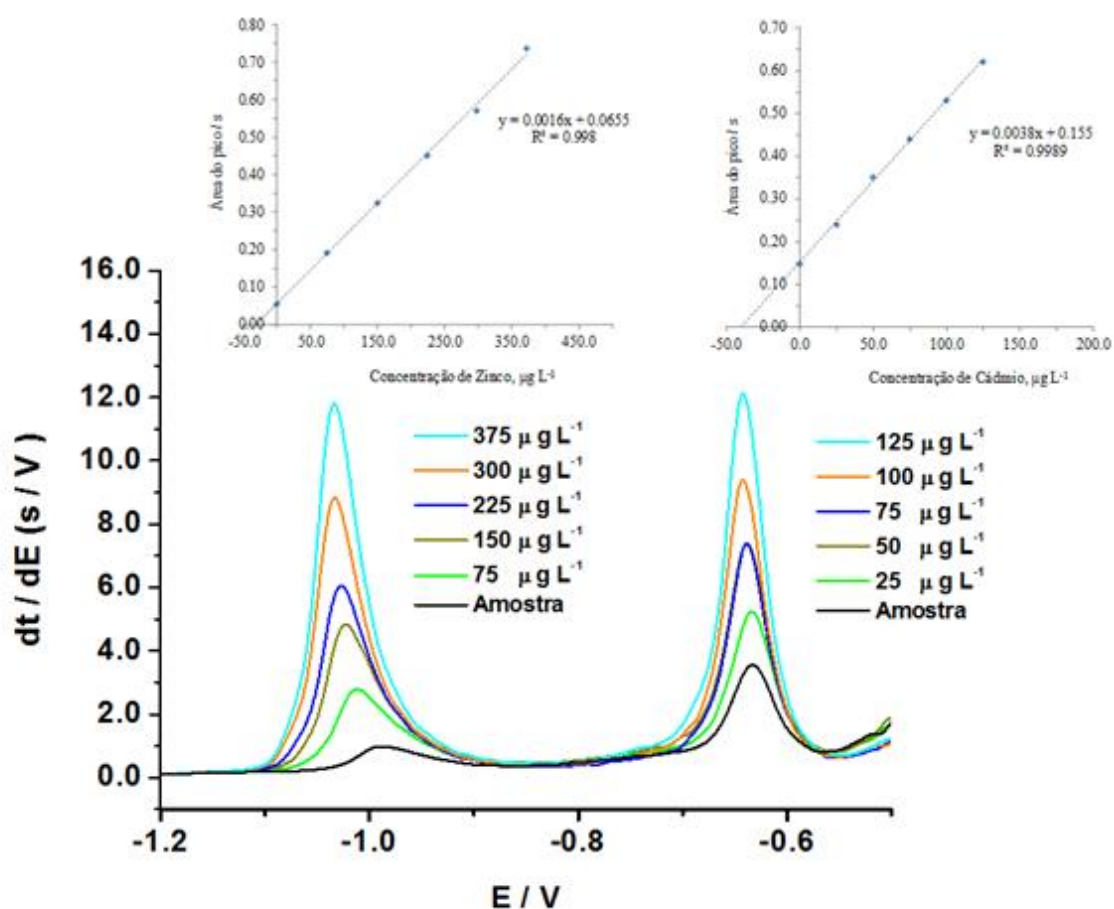 0.80
0.70
0.60
0.50
0.40
0.30
0.20
0.10
0.00
Área do pico / s
y = 0.0016x + 0.0655
R² = 0.998
-50.0 50.0 150.0 250.0 350.0 450.0
Concentração de Zinco, µg L⁻¹
0.70
0.60
0.50
0.40
0.30
0.20
0.10
0.00
Área do pico / s
y = 0.0038x + 0.155
R² = 0.9989
-50.0 0.0 50.0 100.0 150.0 200.0
Concentração de Cádmio, µg L⁻¹
16.0
14.0
12.0
10.0
8.0
6.0
4.0
2.0
0.0
dt / dE (s / V)
375 µ g L⁻¹
300 µ g L⁻¹
225 µ g L⁻¹
150 µ g L⁻¹
75 µ g L⁻¹
Amostra
125 µ g L⁻¹
100 µ g L⁻¹
75 µ g L⁻¹
50 µ g L⁻¹
25 µ g L⁻¹
Amostra
-1.2 -1.0 -0.8 -0.6
E / V